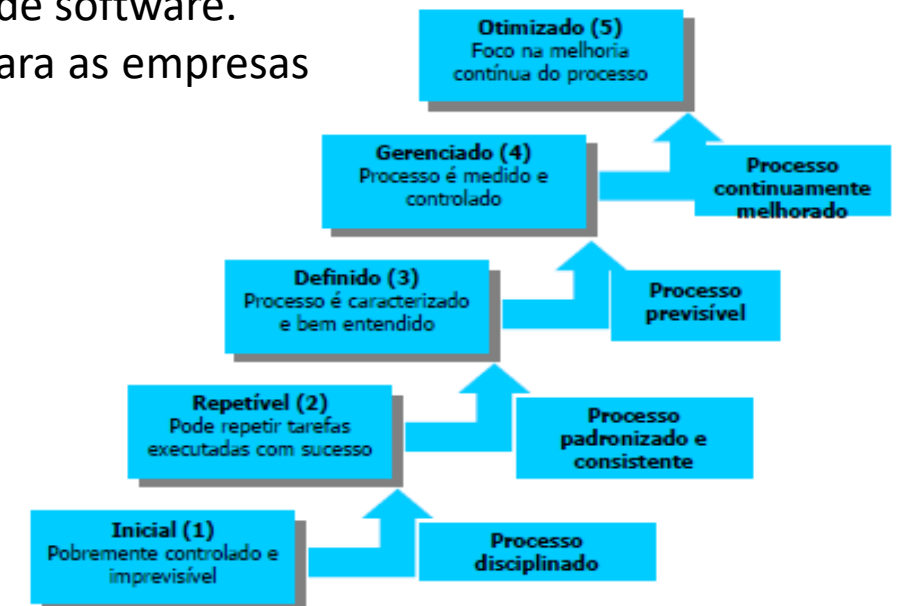 de software.
ara as empresas
Otimizado (5)
Foco na melhoria
contínua do processo
Gerenciado (4)
Processo é medido e
controlado
Processo
continuamente
melhorado
Definido (3)
Processo é caracterizado
e bem entendido
Processo
previsível
Repetível (2)
Pode repetir tarefas
executadas com sucesso
Processo
padronizado e
consistente
Inicial (1)
Pobremente controlado e
imprevisível
Processo
disciplinado